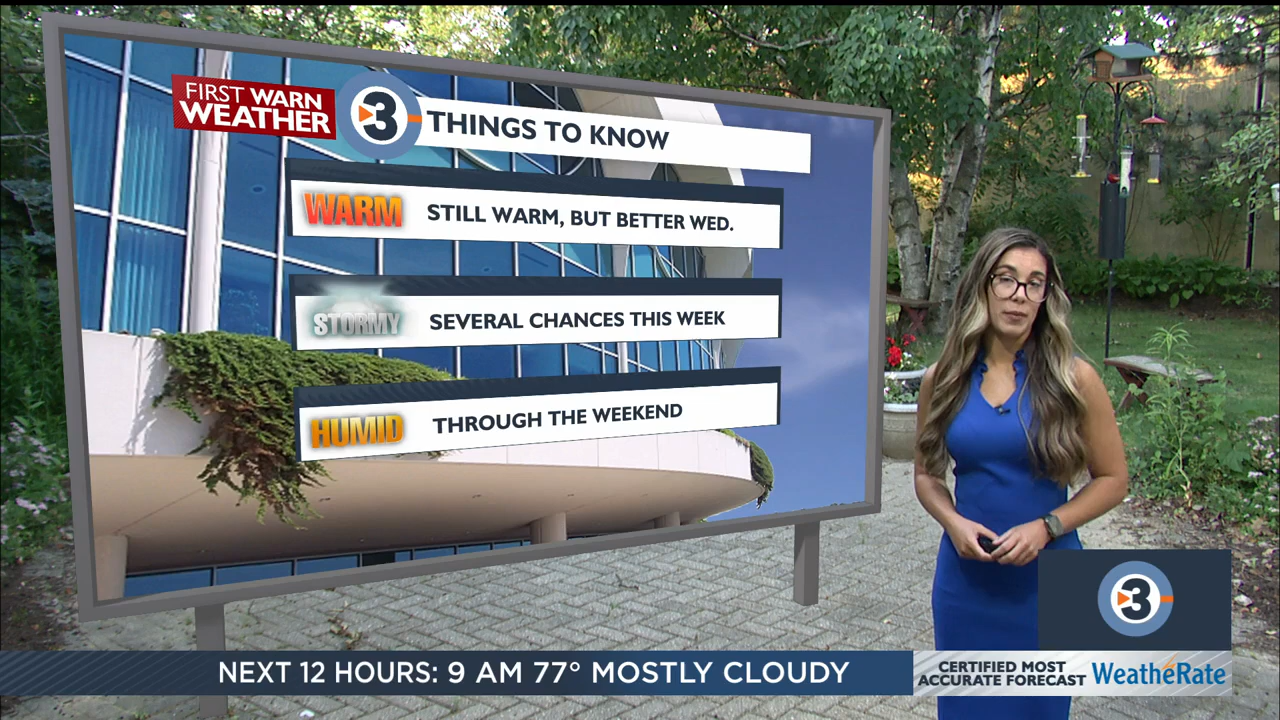 FIRST WARN
WEATHER
3 THINGS TO KNOW
WARM STILL WARM, BUT BETTER WED.
STORMY SEVERAL CHANCES THIS WEEK
HUMID THROUGH THE WEEKEND
3
NEXT 12 HOURS: 9 AM 77° MOSTLY CLOUDY
CERTIFIED MOST
ACCURATE FORECAST
WeatheRate